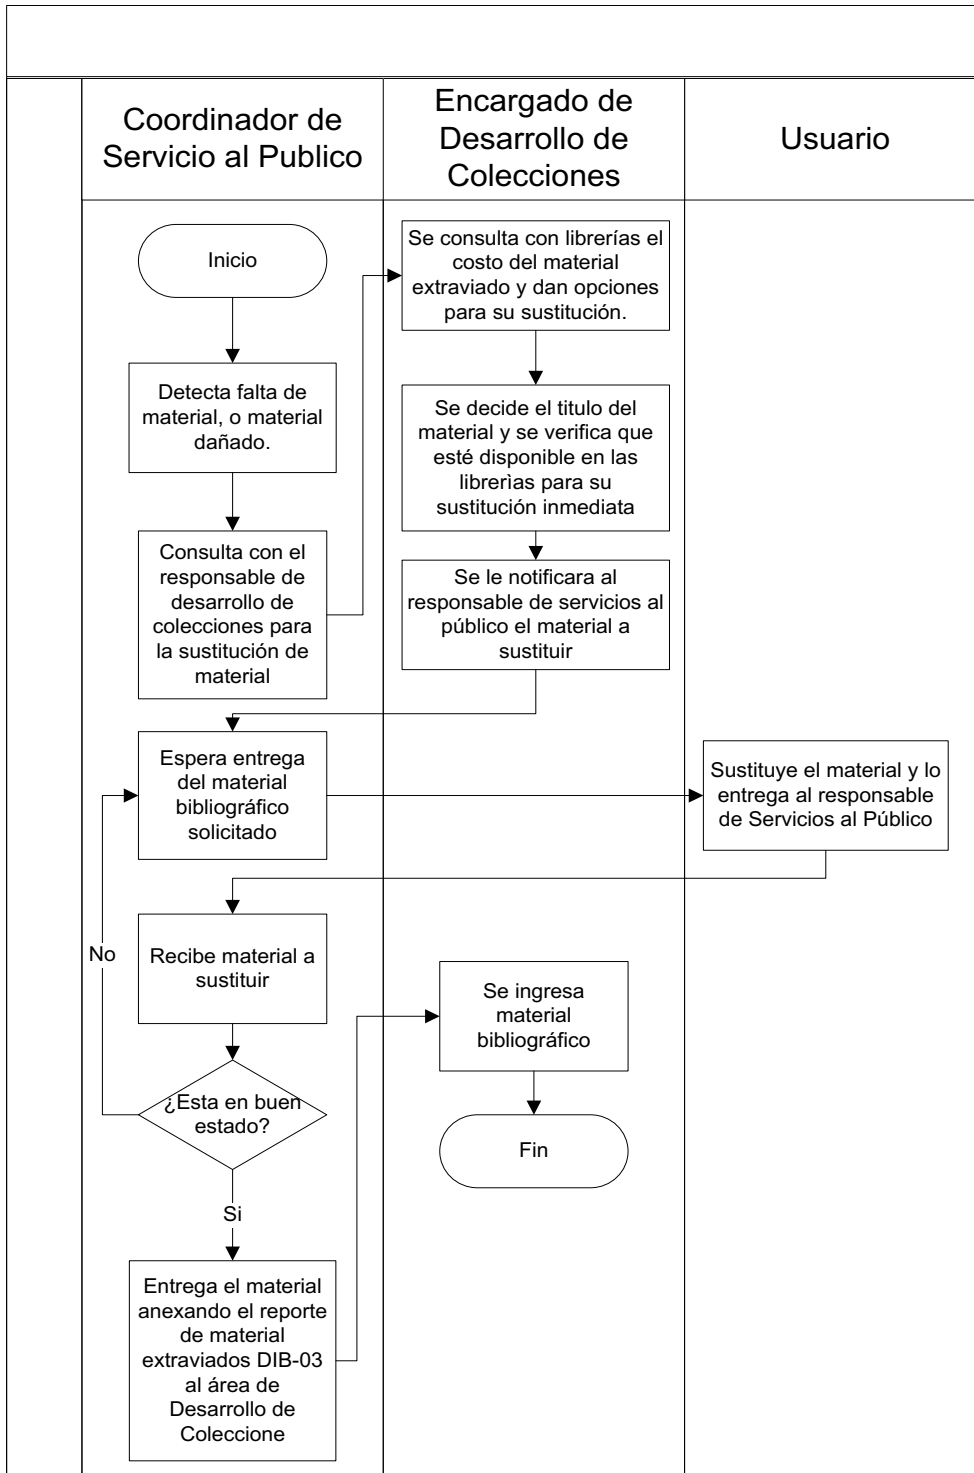 Coordinador de
Servicio al Publico
Encargado de
Desarrollo de
Colecciones
Usuario
Inicio
Detecta falta de
material, o material
dañado.
Consulta con el
responsable de
desarrollo de
colecciones para
la sustitución de
material
Se consulta con librerías el
costo del material
extraviado y dan opciones
para su sustitución.
Se decide el titulo del
material y se verifica que
esté disponible en las
librerìas para su
sustitución inmediata
Se le notificara al
responsable de servicios al
público el material a
sustituir
Espera entrega
del material
bibliográfico
solicitado
Sustituye el material y lo
entrega al responsable
de Servicios al Público
Recibe material a
sustituir
No
¿Esta en buen
estado?
Si
Entrega el material
anexando el reporte
de material
extraviados DIB-03
al área de
Desarrollo de
Coleccione
Se ingresa
material
bibliográfico
Fin